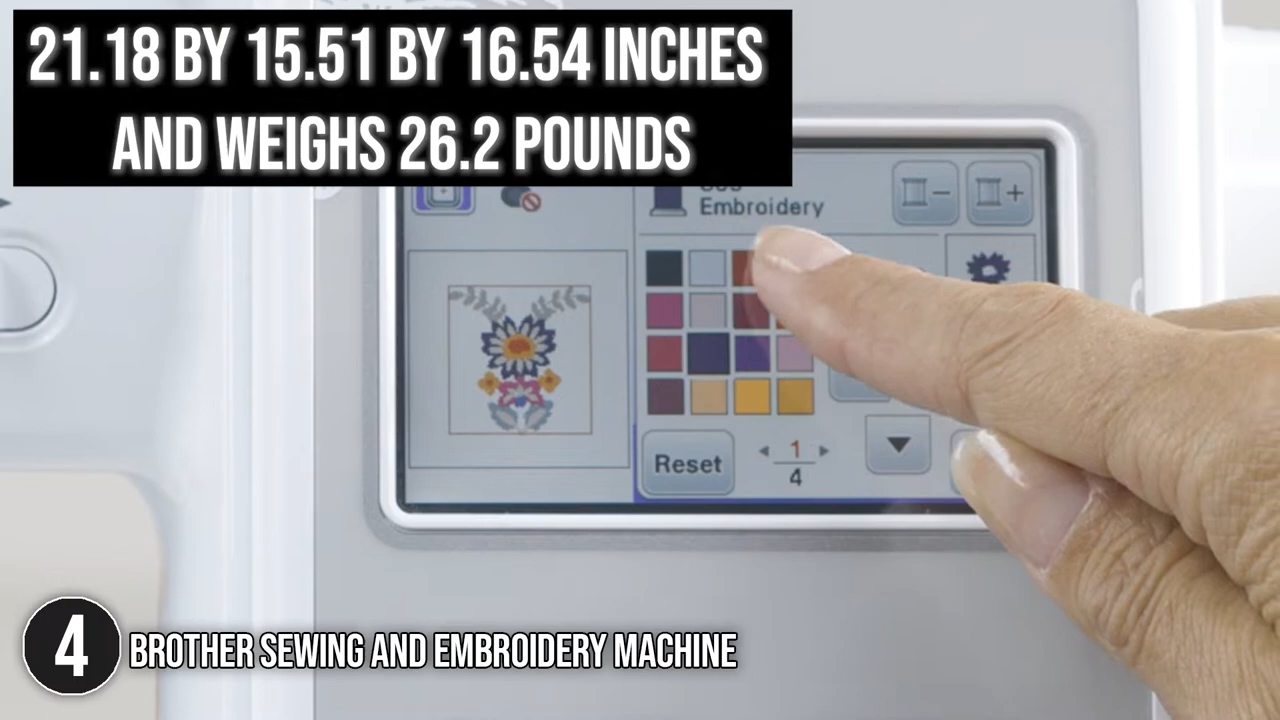 21.18 BY 15.51 BY 16.54 INCHES
AND WEIGHS 26.2 POUNDS
Embroidery
Reset
1
4
4 BROTHER SEWING AND EMBROIDERY MACHINE